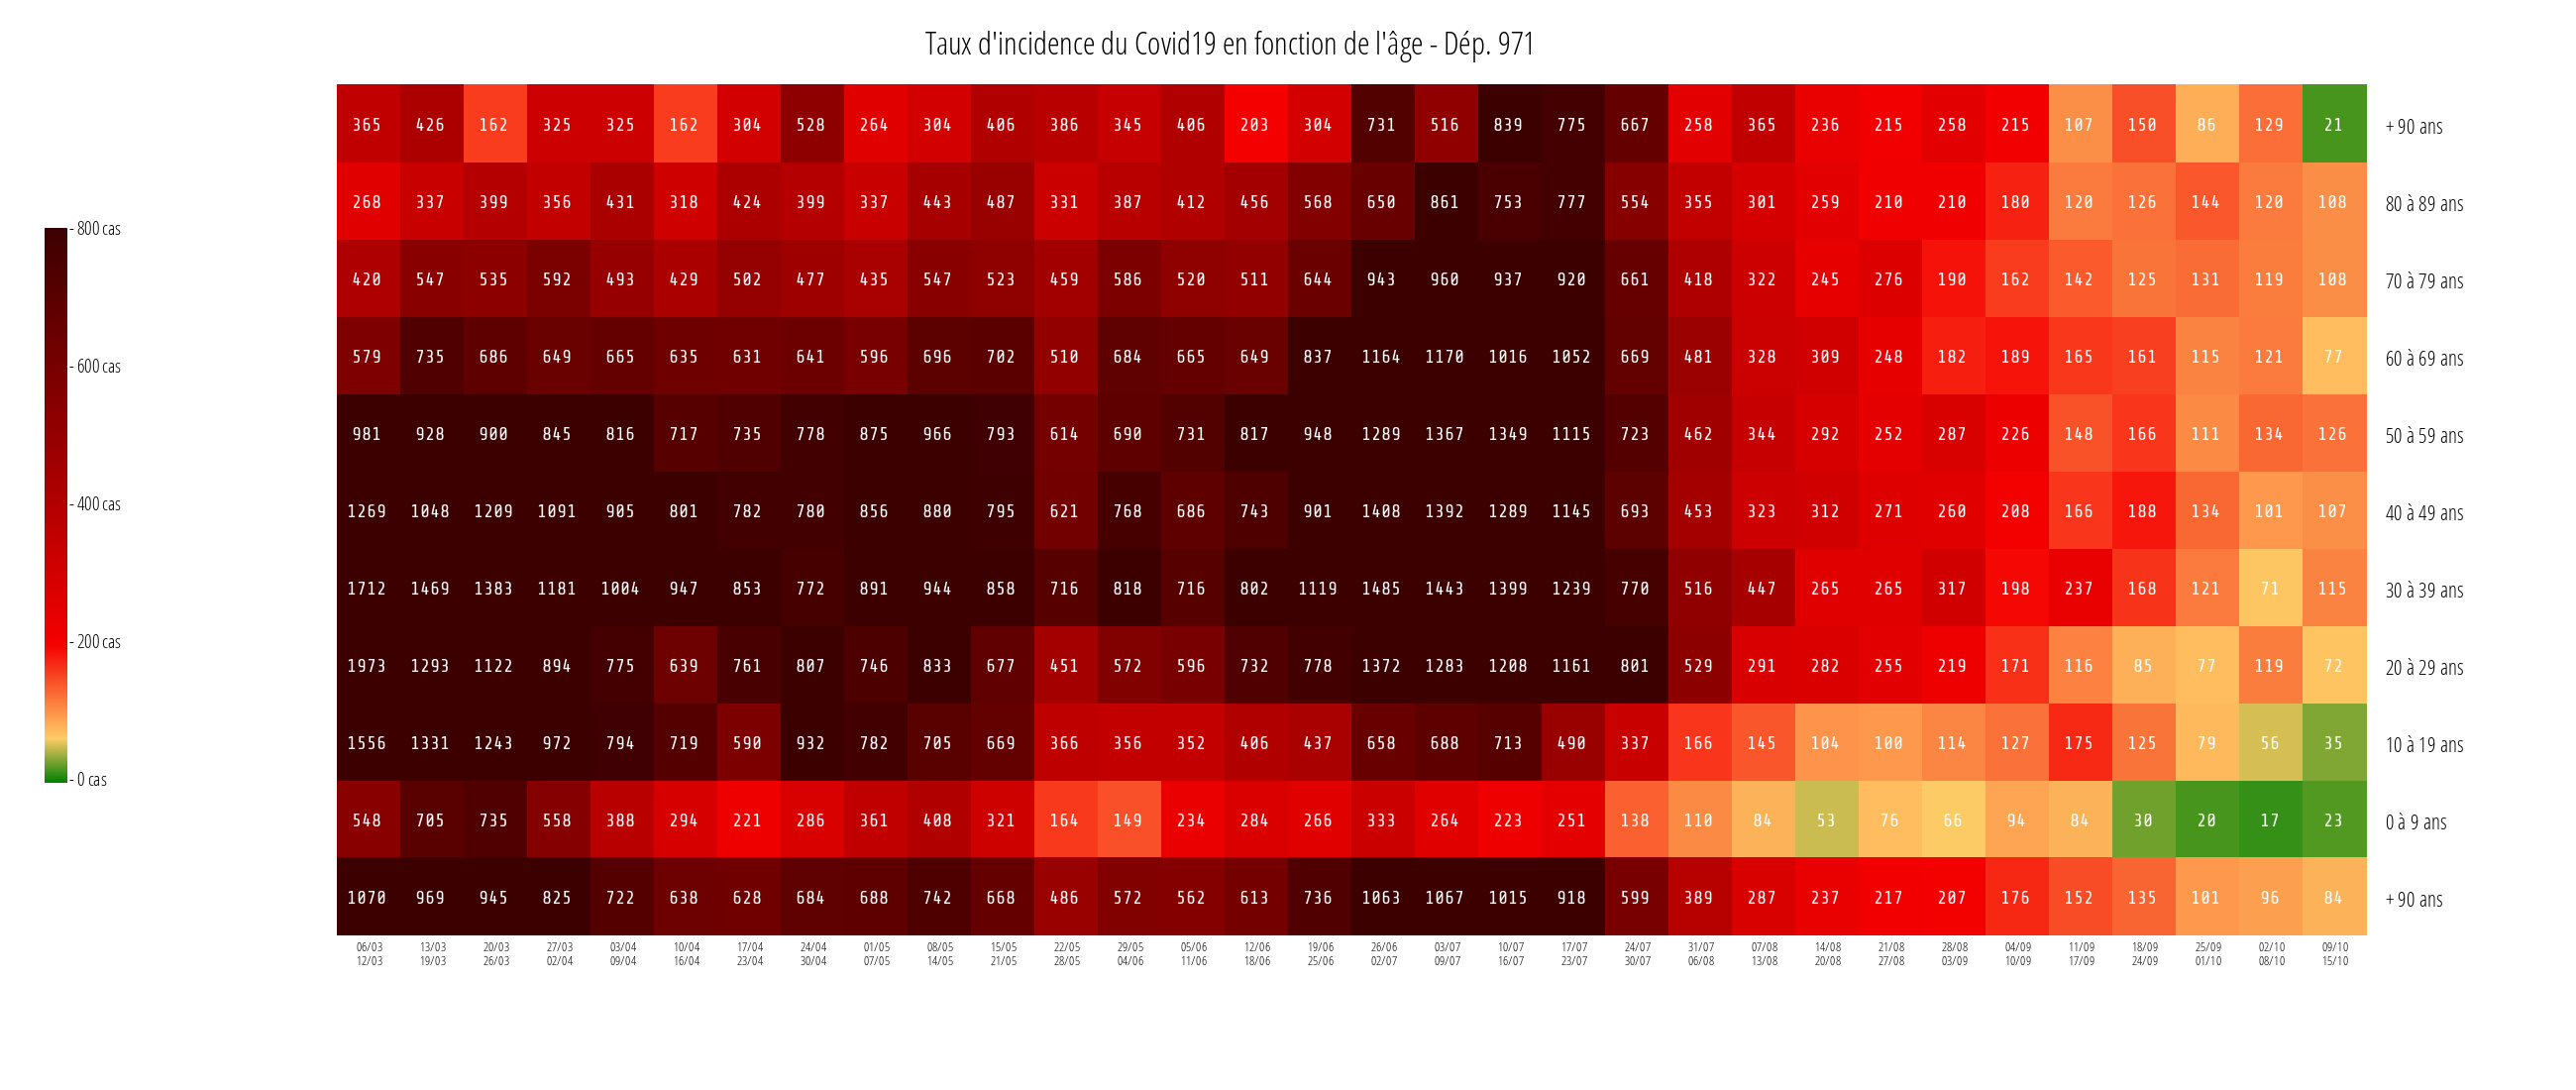 Taux d'incidence du Covid19 en fonction de l'âge - Dép. 971
365 426 162 325 325 162 304 528 264 304 406 386 345 406 203 304 731 516 839 775 667 258 365 236 215 258 215 107 150 86 129 21 + 90 ans
268 337 399 356 431 318 424 399 337 443 487 331 387 412 456 568 650 861 753 777 554 355 301 259 210 210 180 120 126 144 120 108 80 à 89 ans
420 547 535 592 493 429 502 477 435 547 523 459 586 520 511 644 943 960 937 920 661 418 322 245 276 190 162 142 125 131 119 108 70 à 79 ans
579 735 686 649 665 635 631 641 596 696 702 510 684 665 649 837 1164 1170 1016 1052 669 481 328 309 248 182 189 165 161 115 121 77 60 à 69 ans
981 928 900 845 816 717 735 778 875 966 793 614 690 731 817 948 1289 1367 1349 1115 723 462 344 292 252 287 226 148 166 111 134 126 50 à 59 ans
1269 1048 1209 1091 905 801 782 780 856 880 795 621 768 686 743 901 1408 1392 1289 1145 693 453 323 312 271 260 208 166 188 134 101 107 40 à 49 ans
1712 1469 1383 1181 1004 947 853 772 891 944 858 716 818 716 802 1119 1485 1443 1399 1239 770 516 447 265 265 317 198 237 168 121 71 115 30 à 39 ans
1973 1293 1122 894 775 639 761 807 746 833 677 451 572 596 732 778 1372 1283 1208 1161 801 529 291 282 255 219 171 116 85 77 119 72 20 à 29 ans
1556 1331 1243 972 794 719 590 932 782 705 669 366 356 352 406 437 658 688 713 490 337 166 145 104 100 114 127 175 125 79 56 35 10 à 19 ans
548 705 735 558 388 294 221 286 361 408 321 164 149 234 284 266 333 264 223 251 138 110 84 53 76 66 94 84 30 20 17 23 0 à 9 ans
1070 969 945 825 722 638 628 684 688 742 668 486 572 562 613 736 1063 1067 1015 918 599 389 287 237 217 207 176 152 135 101 96 84 + 90 ans
06/03 13/03 20/03 27/03 03/04 10/04 17/04 24/04 01/05 08/05 15/05 22/05 29/05 05/06 12/06 19/06 26/06 03/07 10/07 17/07 24/07 31/07 07/08 14/08 21/08 28/08 04/09 11/09 18/09 25/09 02/10 09/10
12/03 19/03 26/03 02/04 09/04 16/04 23/04 30/04 07/05 14/05 21/05 28/05 04/06 11/06 18/06 25/06 02/07 09/07 16/07 23/07 30/07 06/08 13/08 20/08 27/08 03/09 10/09 17/09 24/09 01/10 08/10 15/10
- 800 cas
- 600 cas
- 400 cas
- 200 cas
- 0 cas